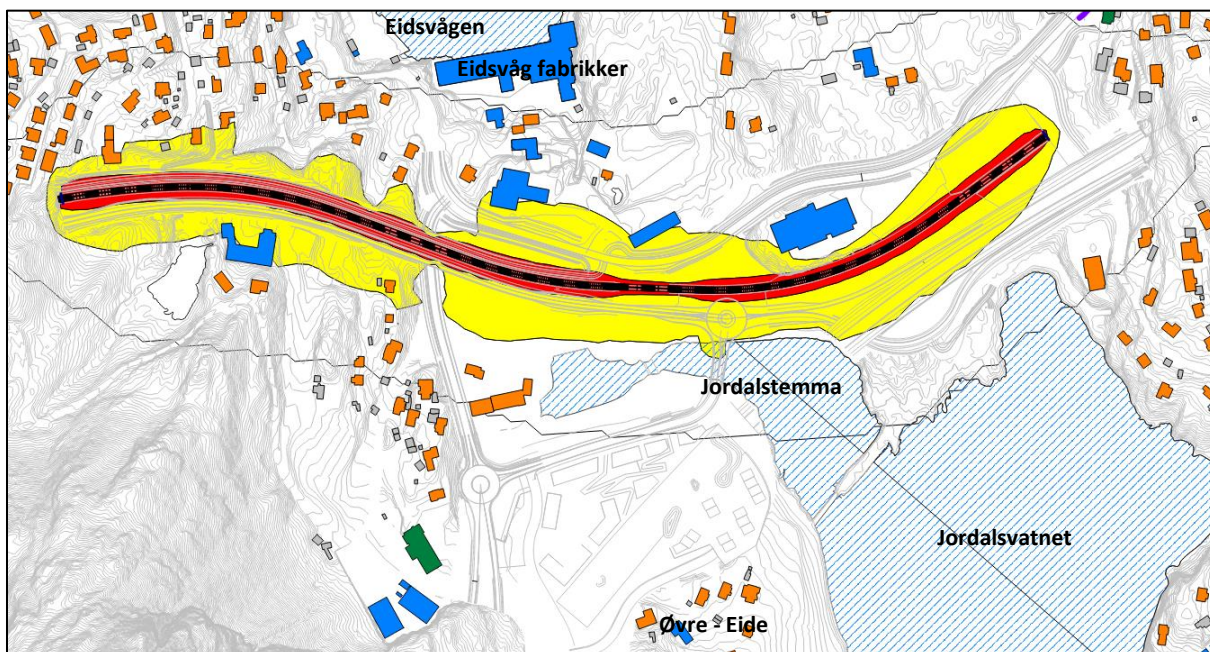 Eidsvågen
Eidsvåg fabrikker
Jordalstemma
Jordalsvatnet
Øvre - Eide